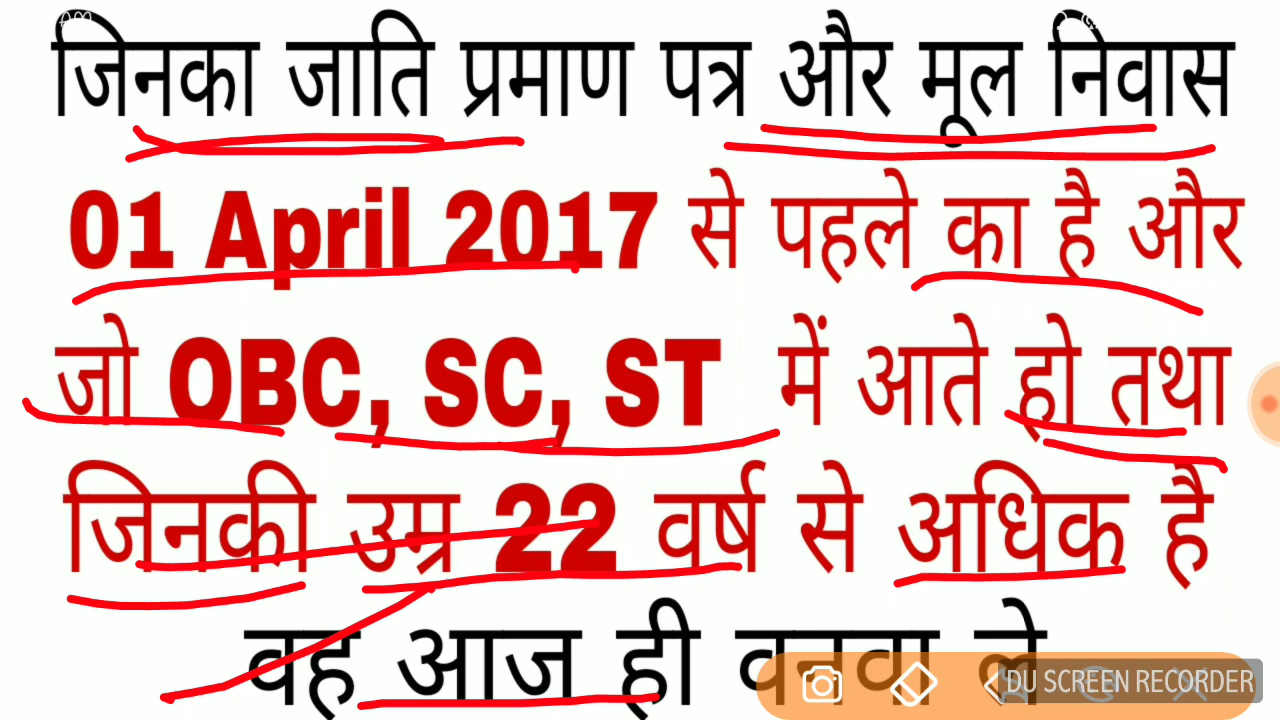 जिनका जाति प्रमाण पत्र और मूल निवास
01 April 2017 से पहले का है और
जो OBC, SC, ST में आते हो तथा
जिनकी उम्र 22 वर्ष से अधिक है
वह आज ही बनवा ले
DU SCREEN RECORDER